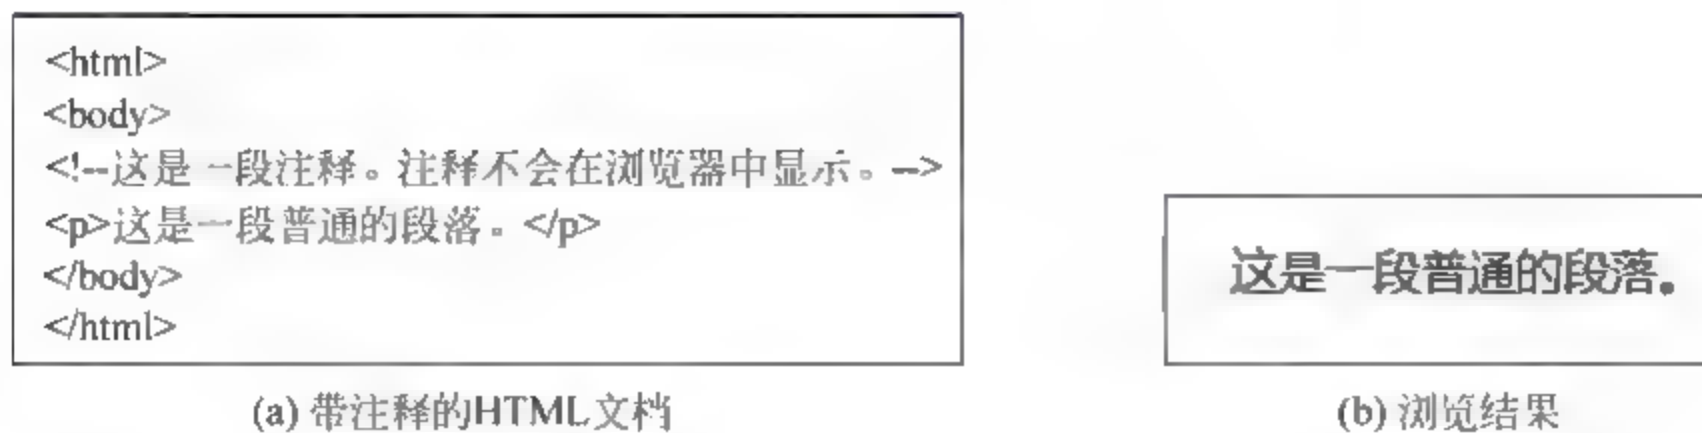 <html>
<body>
<!--这是一段注释。注释不会在浏览器中显示。-->
<p>这是一段普通的段落。</p>
</body>
</html>
(a) 带注释的HTML文档
这是一段普通的段落。
(b) 浏览结果